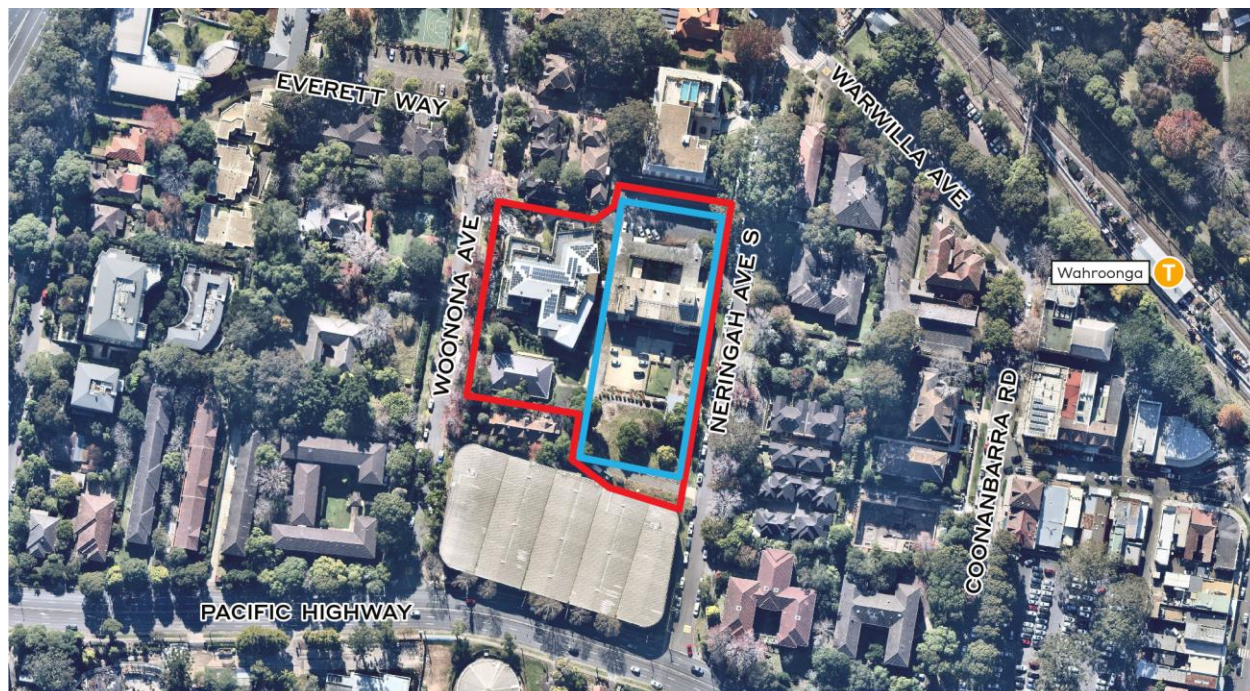 EVERETT WAY
WARWILLA AVE
WOONONA AVE
NERINGAH AVE S
Wahroonga T
COONANBARRA RD
PACIFIC HIGHWAY